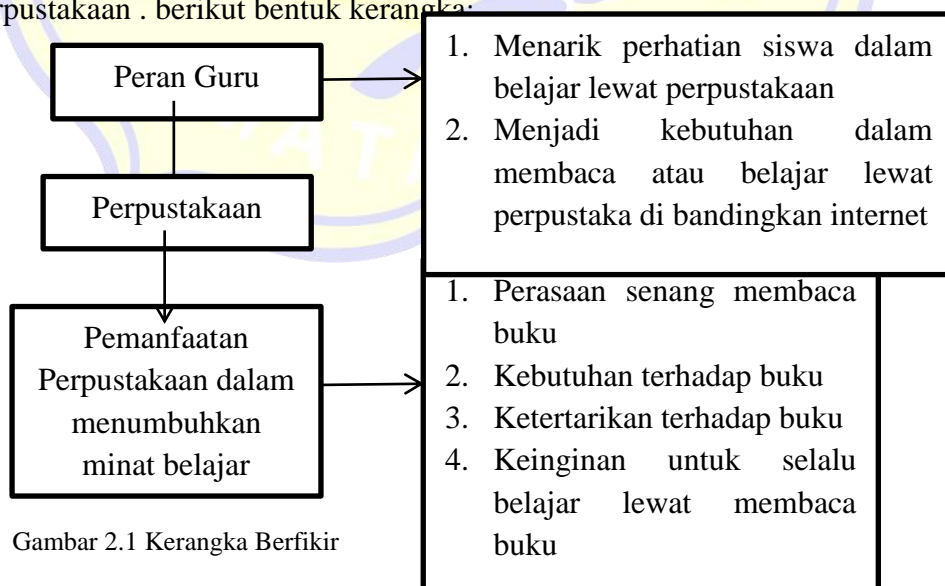 rpustakaan . berikut bentuk kerangka:
Peran Guru
1. Menarik perhatian siswa dalam
belajar lewat perpustakaan
2. Menjadi kebutuhan dalam
membaca atau belajar lewat
perpustaka di bandingkan internet
Perpustakaan
Pemanfaatan
Perpustakaan dalam
menumbuhkan
minat belajar
1. Perasaan senang membaca
buku
2. Kebutuhan terhadap buku
3. Ketertarikan terhadap buku
4. Keinginan untuk selalu
belajar lewat membaca
buku
Gambar 2.1 Kerangka Berfikir